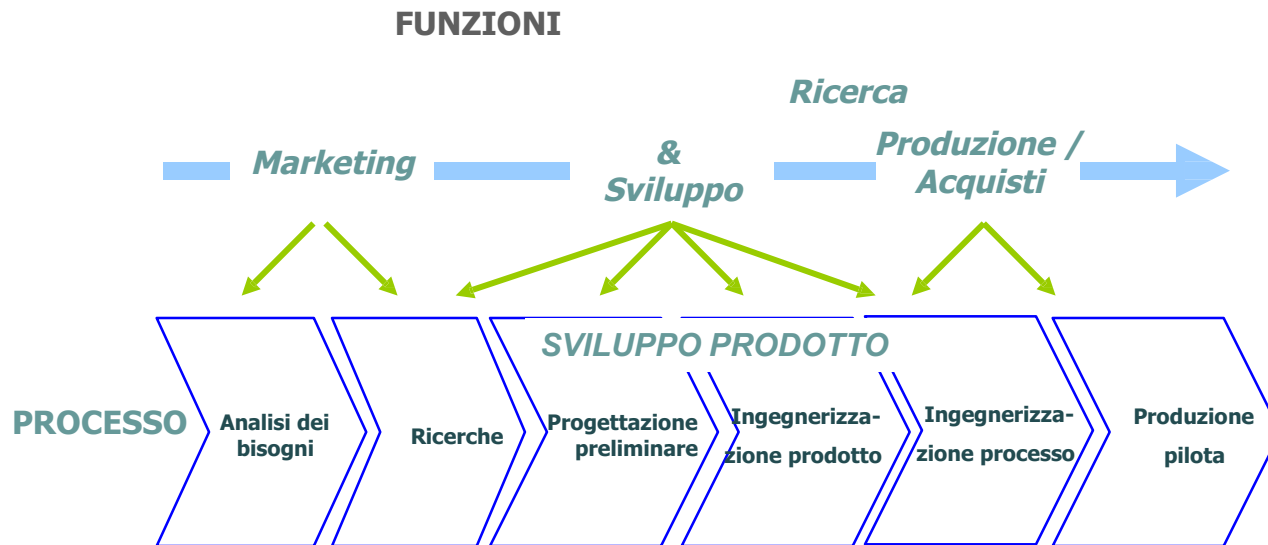 FUNZIONI
Ricerca
Marketing
&
Sviluppo
Produzione /
Acquisti
SVILUPPO PRODOTTO
PROCESSO
Analisi dei
bisogni
Ricerche
Progettazione
preliminare
Ingegnerizza-
zione prodotto
Ingegnerizza-
zione processo
Produzione
pilota